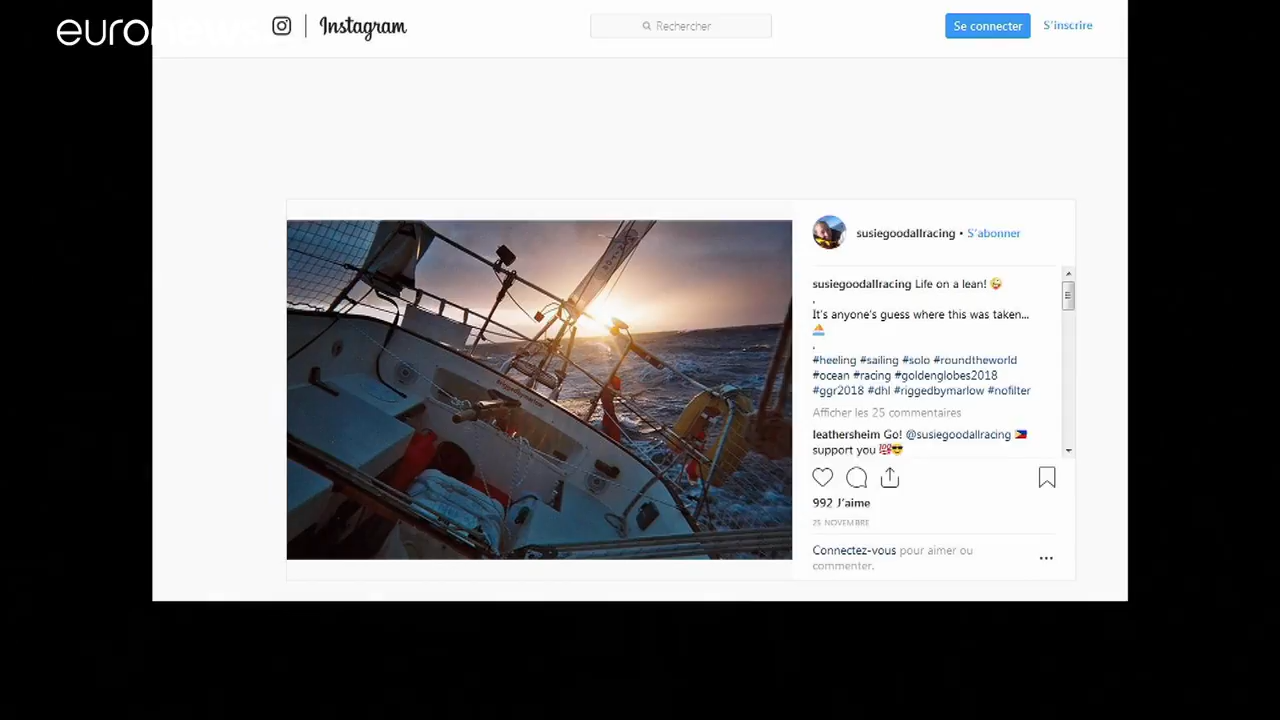 euronews.
Instagram
Rechercher
Se connecter
S'inscrire
susiegoodallracing • S'abonner
susiegoodallracing Life on a lean! 🤪
.
It's anyone's guess where this was taken...
⛵
.
#heeling #sailing #solo #roundtheworld
#ocean #racing #goldenglobes2018
#ggr2018 #dhl #riggedbymarlow #nofilter
Afficher les 25 commentaires
leathersheim Go! @susiegoodallracing 🇵🇭
support you 💯😎
992 J'aime
25 NOVEMBRE
Connectez-vous pour aimer ou
commenter.